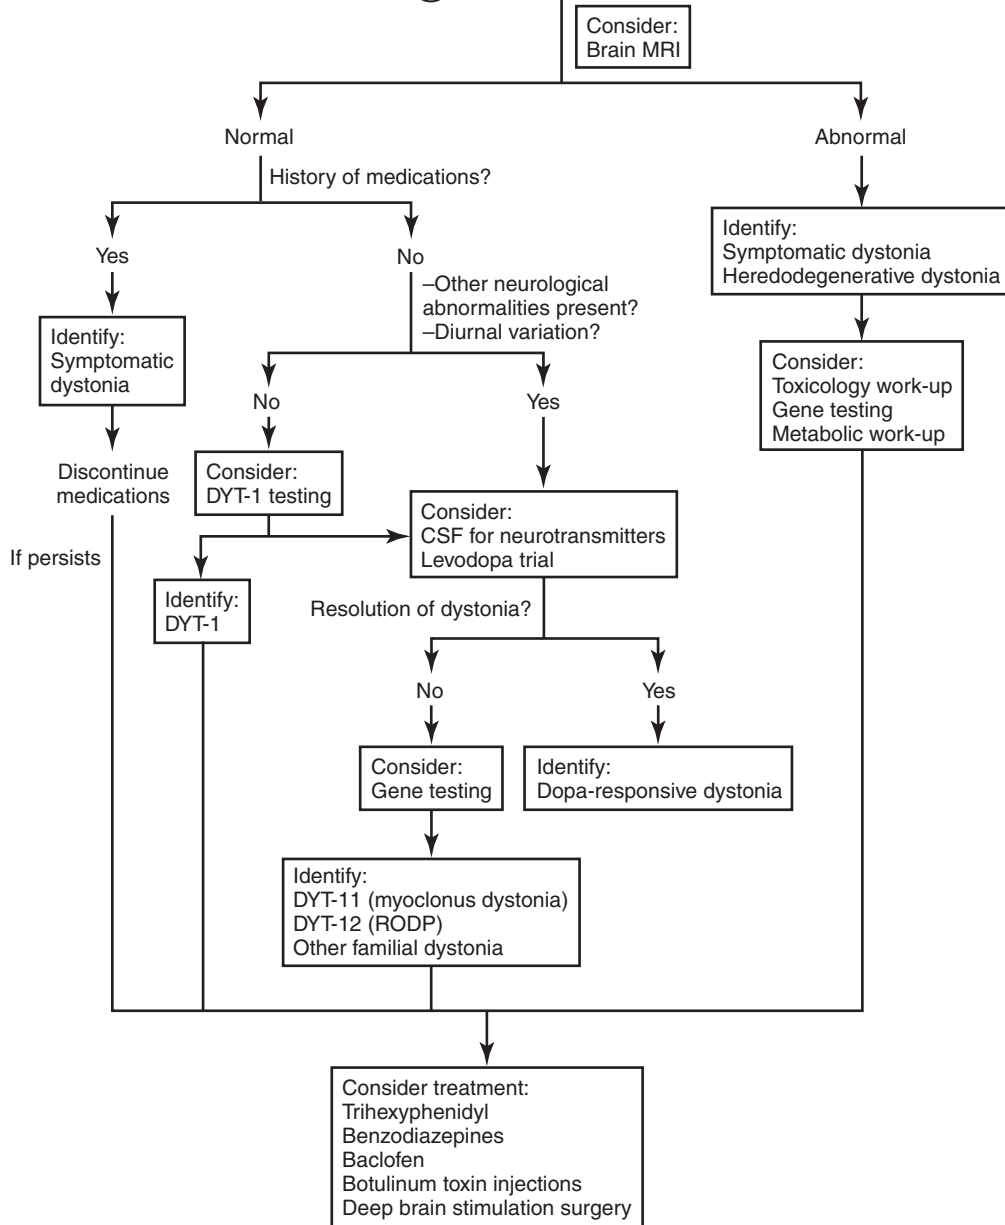 Consider:
Brain MRI
Normal
Abnormal
History of medications?
Yes
No
Identify:
Symptomatic dystonia
Heredodegenerative dystonia
–Other neurological
abnormalities present?
–Diurnal variation?
Identify:
Symptomatic
dystonia
Consider:
Toxicology work-up
Gene testing
Metabolic work-up
No
Yes
Discontinue
medications
Consider:
DYT-1 testing
Consider:
CSF for neurotransmitters
Levodopa trial
If persists
Identify:
DYT-1
Resolution of dystonia?
No
Yes
Consider:
Gene testing
Identify:
Dopa-responsive dystonia
Identify:
DYT-11 (myoclonus dystonia)
DYT-12 (RODP)
Other familial dystonia
Consider treatment:
Trihexyphenidyl
Benzodiazepines
Baclofen
Botulinum toxin injections
Deep brain stimulation surgery